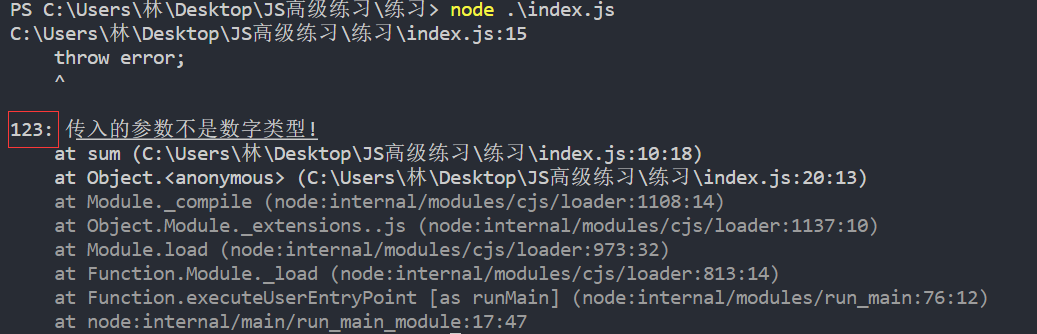 PS C:\Users\林\Desktop\JS高级练习\练习> node .\index.js
C:\Users\林\Desktop\JS高级练习\练习\index.js:15
    throw error;
    ^
123: 传入的参数不是数字类型!
    at sum (C:\Users\林\Desktop\JS高级练习\练习\index.js:10:18)
    at Object.<anonymous> (C:\Users\林\Desktop\JS高级练习\练习\index.js:20:13)
    at Module._compile (node:internal/modules/cjs/loader:1108:14)
    at Object.Module._extensions..js (node:internal/modules/cjs/loader:1137:10)
    at Module.load (node:internal/modules/cjs/loader:973:32)
    at Function.Module._load (node:internal/modules/cjs/loader:813:14)
    at Function.executeUserEntryPoint [as runMain] (node:internal/modules/run_main:76:12)
    at node:internal/main/run_main_module:17:47